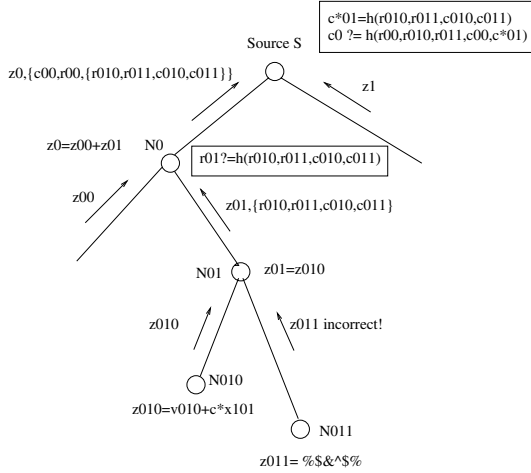 c*01=h(r010,r011,c010,c011)
c0 ?= h(r00,r010,r011,c00,c*01)
Source S
z0,{c00,r00,{r010,r011,c010,c011}}
z1
z0=z00+z01
N0
r01?=h(r010,r011,c010,c011)
z00
z01,{r010,r011,c010,c011}
N01
z01=z010
z010
z011 incorrect!
N010
z010=v010+c*x101
N011
z011= %$&^$%